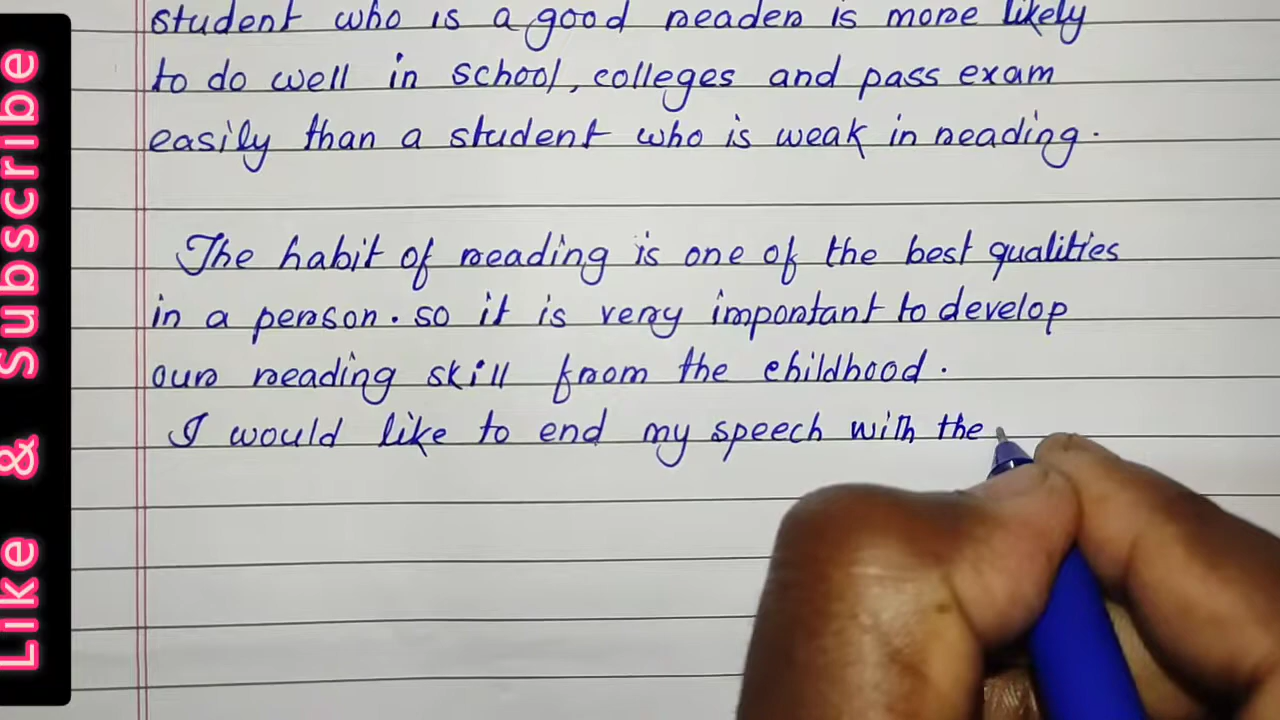 student who is a good reader is more likely
to do well in school, colleges and pass exam
easily than a student who is weak in reading.
The habit of reading is one of the best qualities
in a person. so it is very important to develop
our reading skill from the childhood.
I would like to end my speech with the
Like & Subscribe